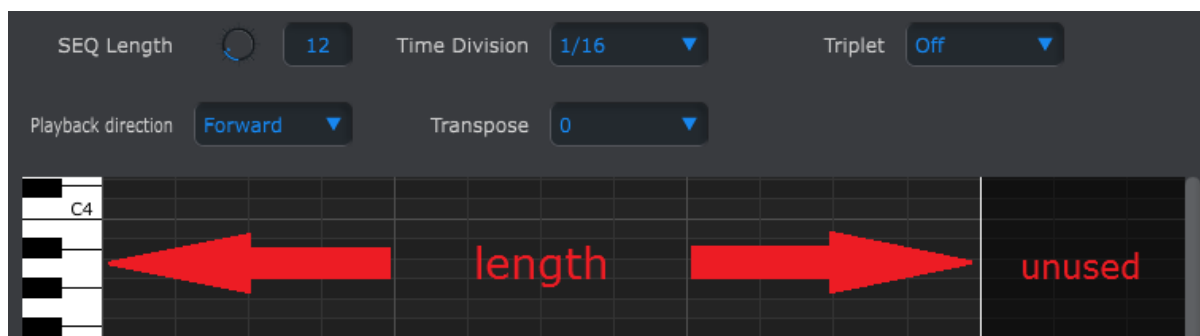 SEQ Length 12 Time Division 1/16 Triplet Off
Playback direction Forward Transpose 0
C4
length unused